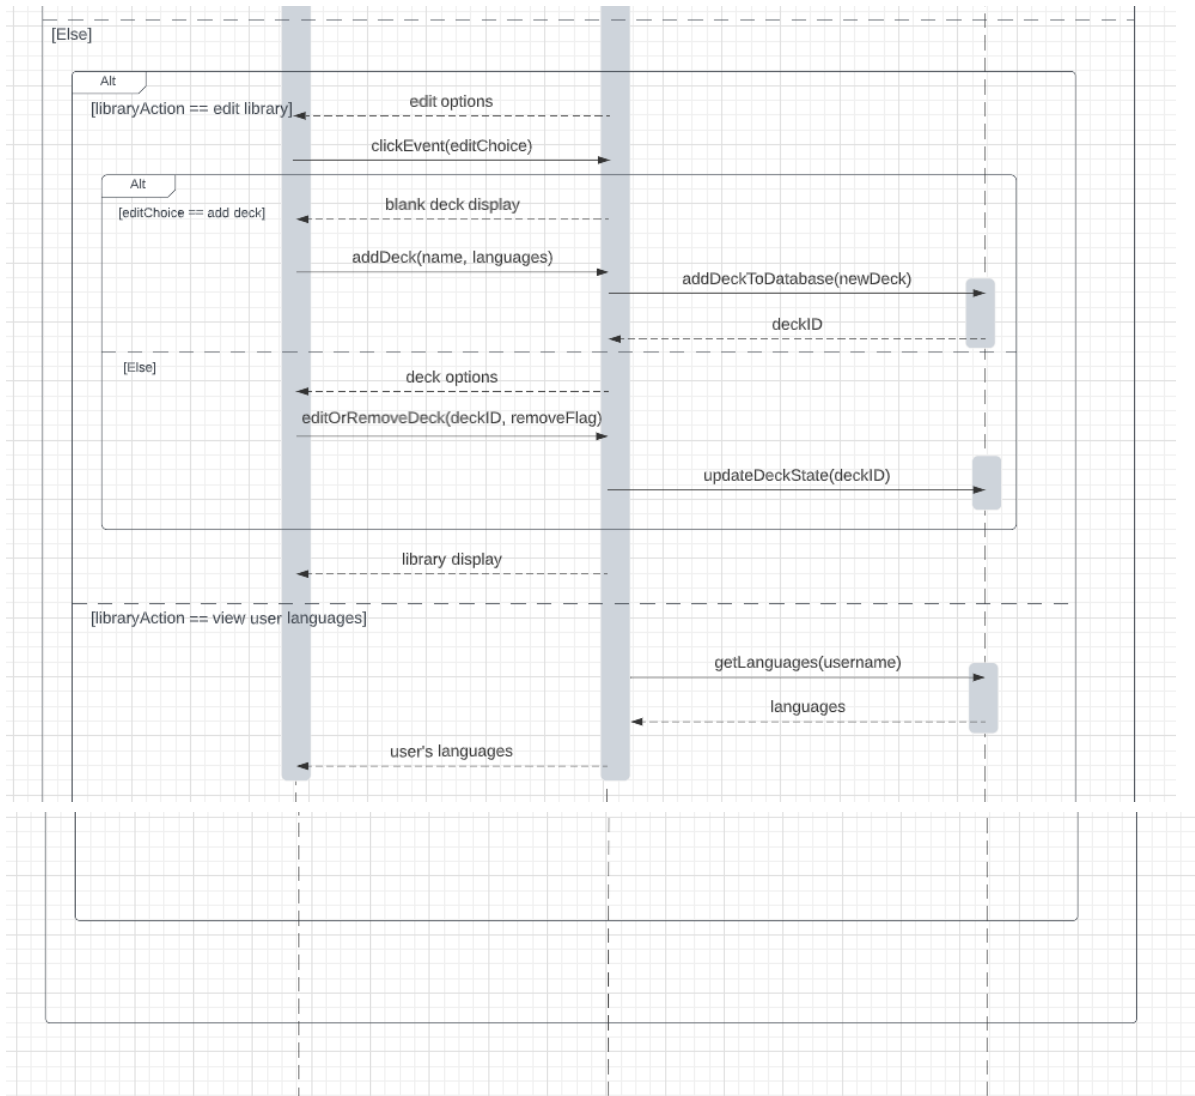 [Else]
Alt
[libraryAction == edit library]
edit options
clickEvent(editChoice)
Alt
[editChoice == add deck]
blank deck display
addDeck(name, languages)
addDeckToDatabase(newDeck)
deckID
[Else]
deck options
editOrRemoveDeck(deckID, removeFlag)
updateDeckState(deckID)
library display
[libraryAction == view user languages]
getLanguages(username)
languages
user's languages